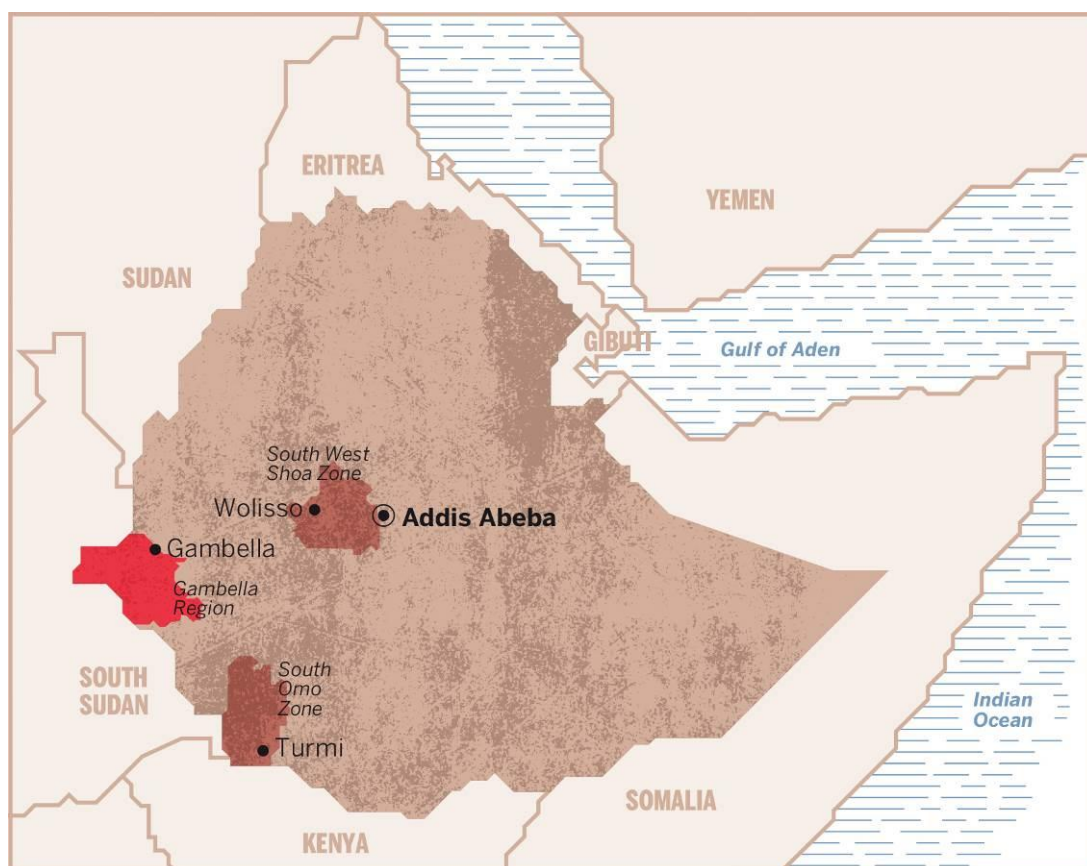 ERITREA
YEMEN
SUDAN
GIBUTI
Gulf of Aden
South West
Shoa Zone
Wolisso
Addis Abeba
Gambella
Gambella
Region
SOUTH
SUDAN
South
Omo
Zone
Turmi
Indian
Ocean
SOMALIA
KENYA